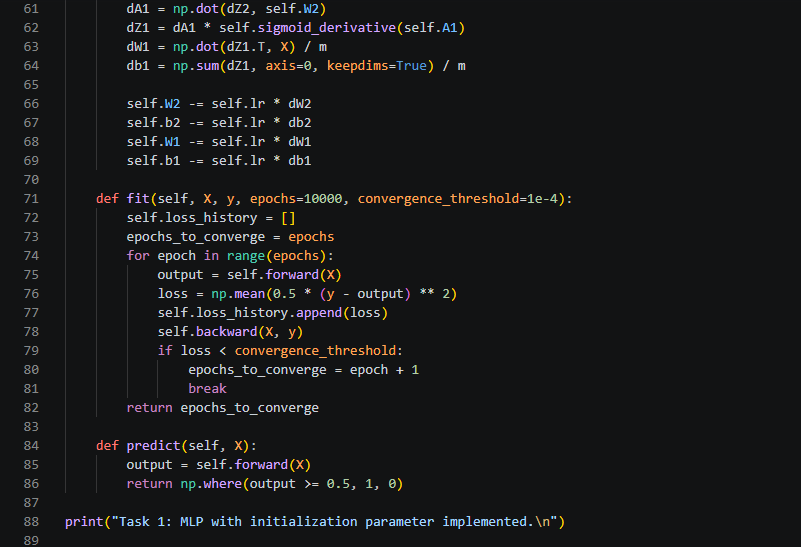 61 dA1 = np.dot(dZ2, self.W2)
62 dZ1 = dA1 * self.sigmoid_derivative(self.A1)
63 dW1 = np.dot(dZ1.T, X) / m
64 db1 = np.sum(dZ1, axis=0, keepdims=True) / m
65
66 self.W2 -= self.lr * dW2
67 self.b2 -= self.lr * db2
68 self.W1 -= self.lr * dW1
69 self.b1 -= self.lr * db1
70
71 def fit(self, X, y, epochs=10000, convergence_threshold=1e-4):
72 self.loss_history = []
73 epochs_to_converge = epochs
74 for epoch in range(epochs):
75 output = self.forward(X)
76 loss = np.mean(0.5 * (y - output) ** 2)
77 self.loss_history.append(loss)
78 self.backward(X, y)
79 if loss < convergence_threshold:
80 epochs_to_converge = epoch + 1
81 break
82 return epochs_to_converge
83
84 def predict(self, X):
85 output = self.forward(X)
86 return np.where(output >= 0.5, 1, 0)
87
88 print("Task 1: MLP with initialization parameter implemented.\n")
89